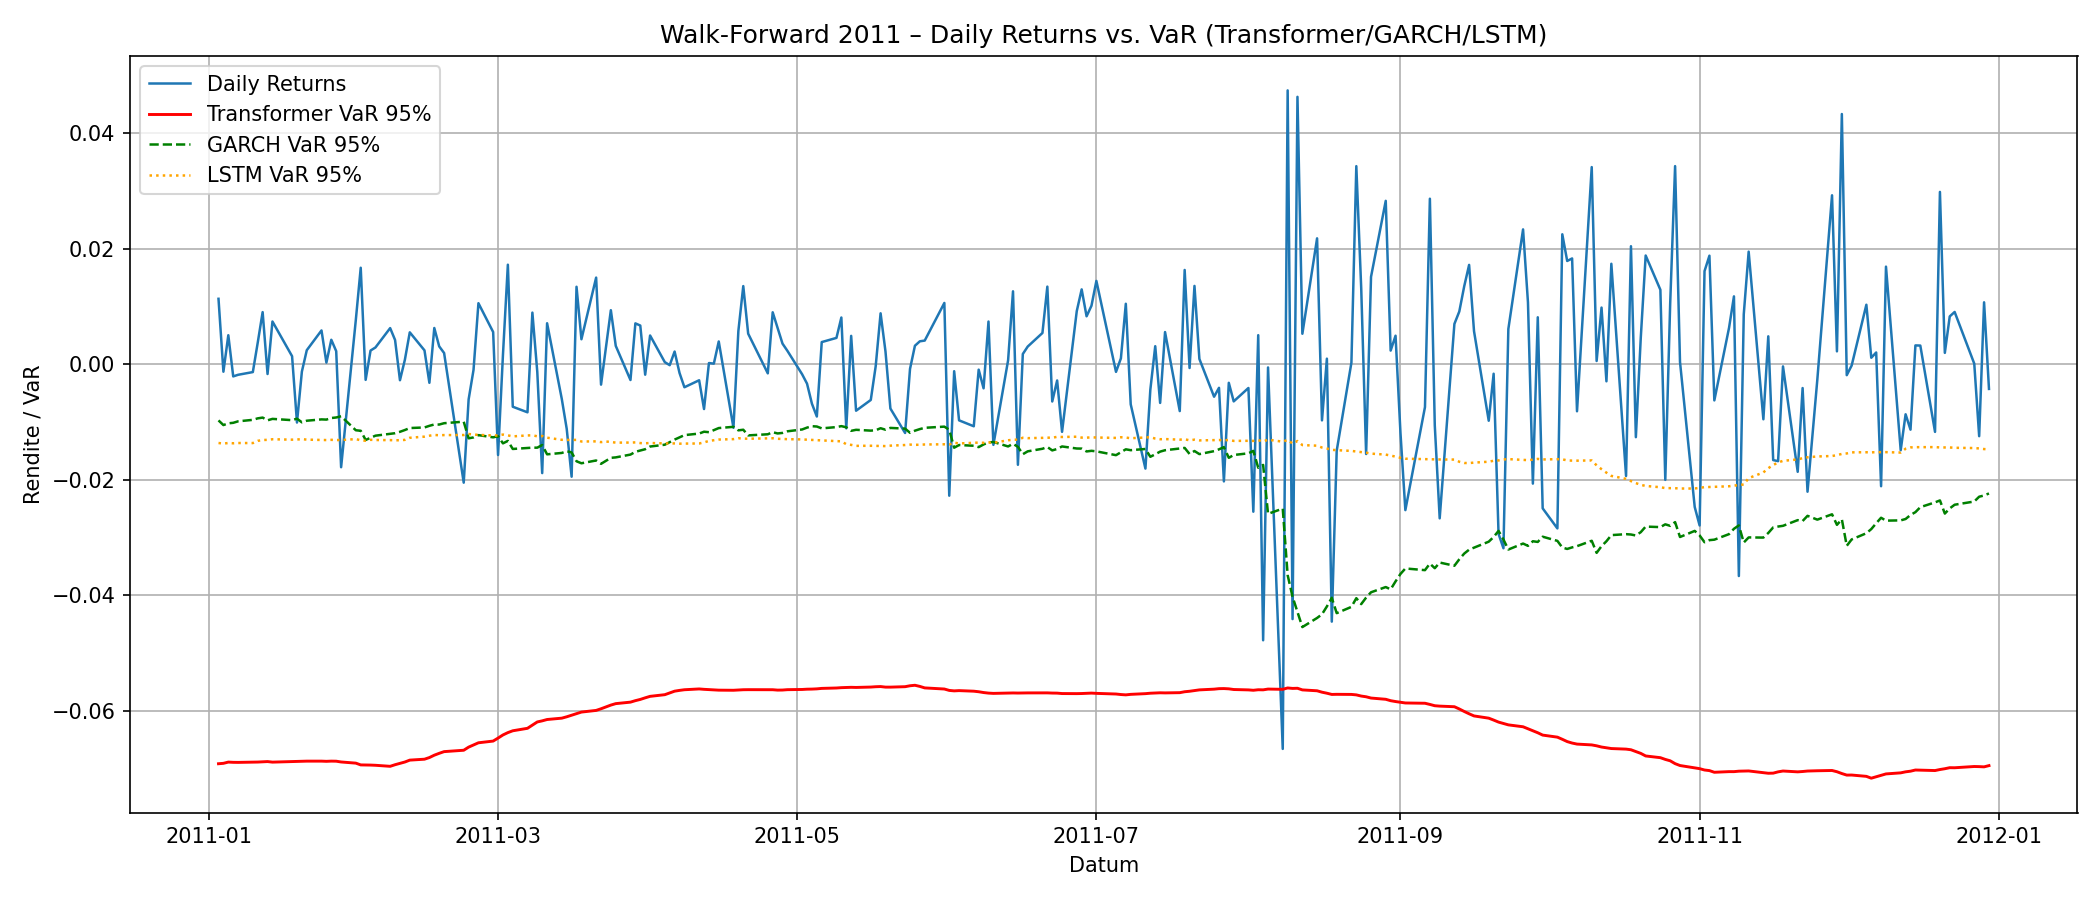 Walk-Forward 2011 – Daily Returns vs. VaR (Transformer/GARCH/LSTM)
Daily Returns
Transformer VaR 95%
GARCH VaR 95%
LSTM VaR 95%
Rendite / VaR
0.04
0.02
0.00
−0.02
−0.04
−0.06
2011-01
2011-03
2011-05
2011-07
2011-09
2011-11
2012-01
Datum